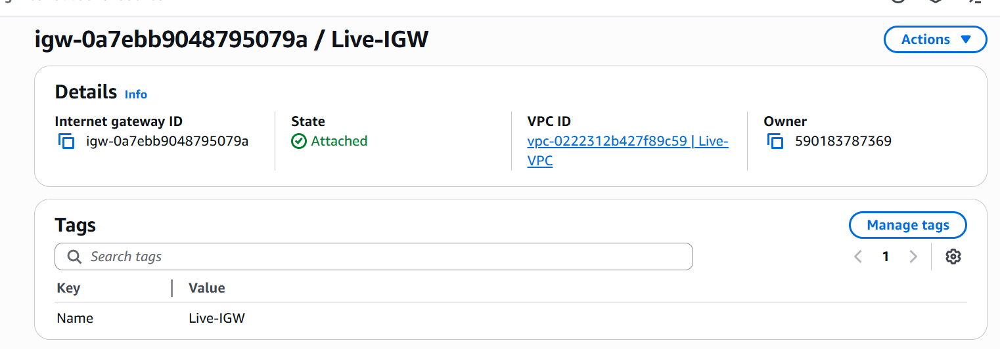 igw-0a7ebb9048795079a / Live-IGW
Actions
Details Info
Internet gateway ID
igw-0a7ebb9048795079a
State
Attached
VPC ID
vpc-0222312b427f89c59 | Live-
VPC
Owner
590183787369
Tags
Manage tags
Search tags
1
Key Value
Name Live-IGW